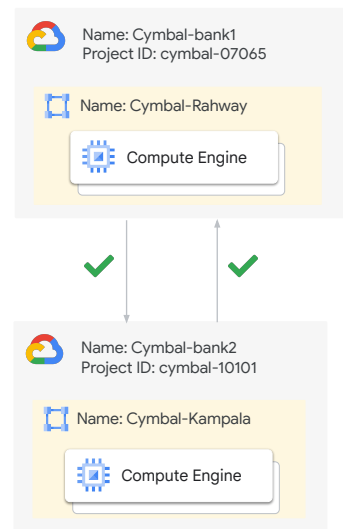 Name: Cymbal-bank1
Project ID: cymbal-07065
Name: Cymbal-Rahway
Compute Engine
Name: Cymbal-bank2
Project ID: cymbal-10101
Name: Cymbal-Kampala
Compute Engine